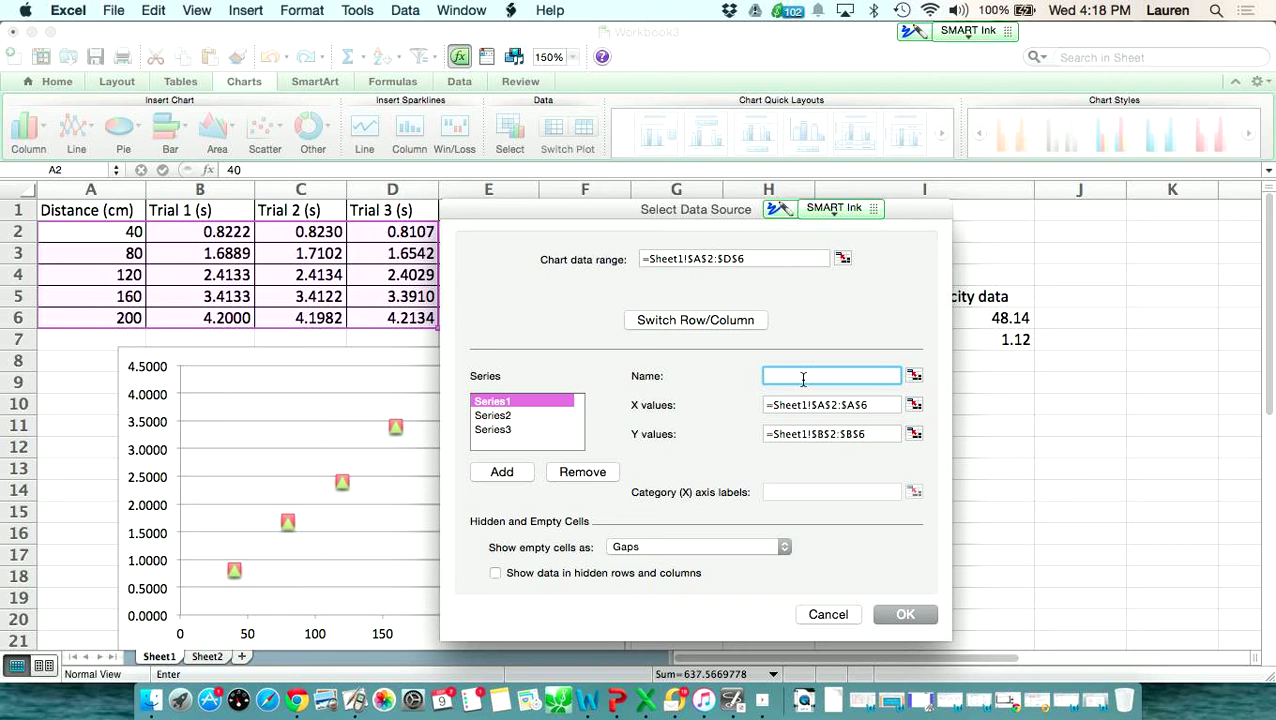 Excel File Edit View Insert Format Tools Data Window Help 102 100% Wed 4:18 PM Lauren
Workbook3
SMART Ink
150%
Search in Sheet
Home Layout Tables Charts SmartArt Formulas Data Review
Insert Chart Insert Sparklines Data Chart Quick Layouts Chart Styles
Column Line Pie Bar Area Scatter Other Line Column Win/Loss Select Switch Plot
A2 fx 40
A B C D E F G H I J K
1 Distance (cm) Trial 1 (s) Trial 2 (s) Trial 3 (s)
2 40 0.8222 0.8230 0.8107
3 80 1.6889 1.7102 1.6542
4 120 2.4133 2.4134 2.4029
5 160 3.4133 3.4122 3.3910 city data
6 200 4.2000 4.1982 4.2134 48.14
7 1.12
8
9
10
11
12
13
14
15
16
17
18
19
20
21
4.5000
4.0000
3.5000
3.0000
2.5000
2.0000
1.5000
1.0000
0.5000
0.0000
0 50 100 150
Select Data Source SMART Ink
Chart data range: =Sheet1!$A$2:$D$6
Switch Row/Column
Series Name:
Series1 X values: =Sheet1!$A$2:$A$6
Series2
Series3 Y values: =Sheet1!$B$2:$B$6
Add Remove
Category (X) axis labels:
Hidden and Empty Cells
Show empty cells as: Gaps
Show data in hidden rows and columns
Cancel OK
Sheet1 Sheet2
Normal View Enter Sum=637.5669778